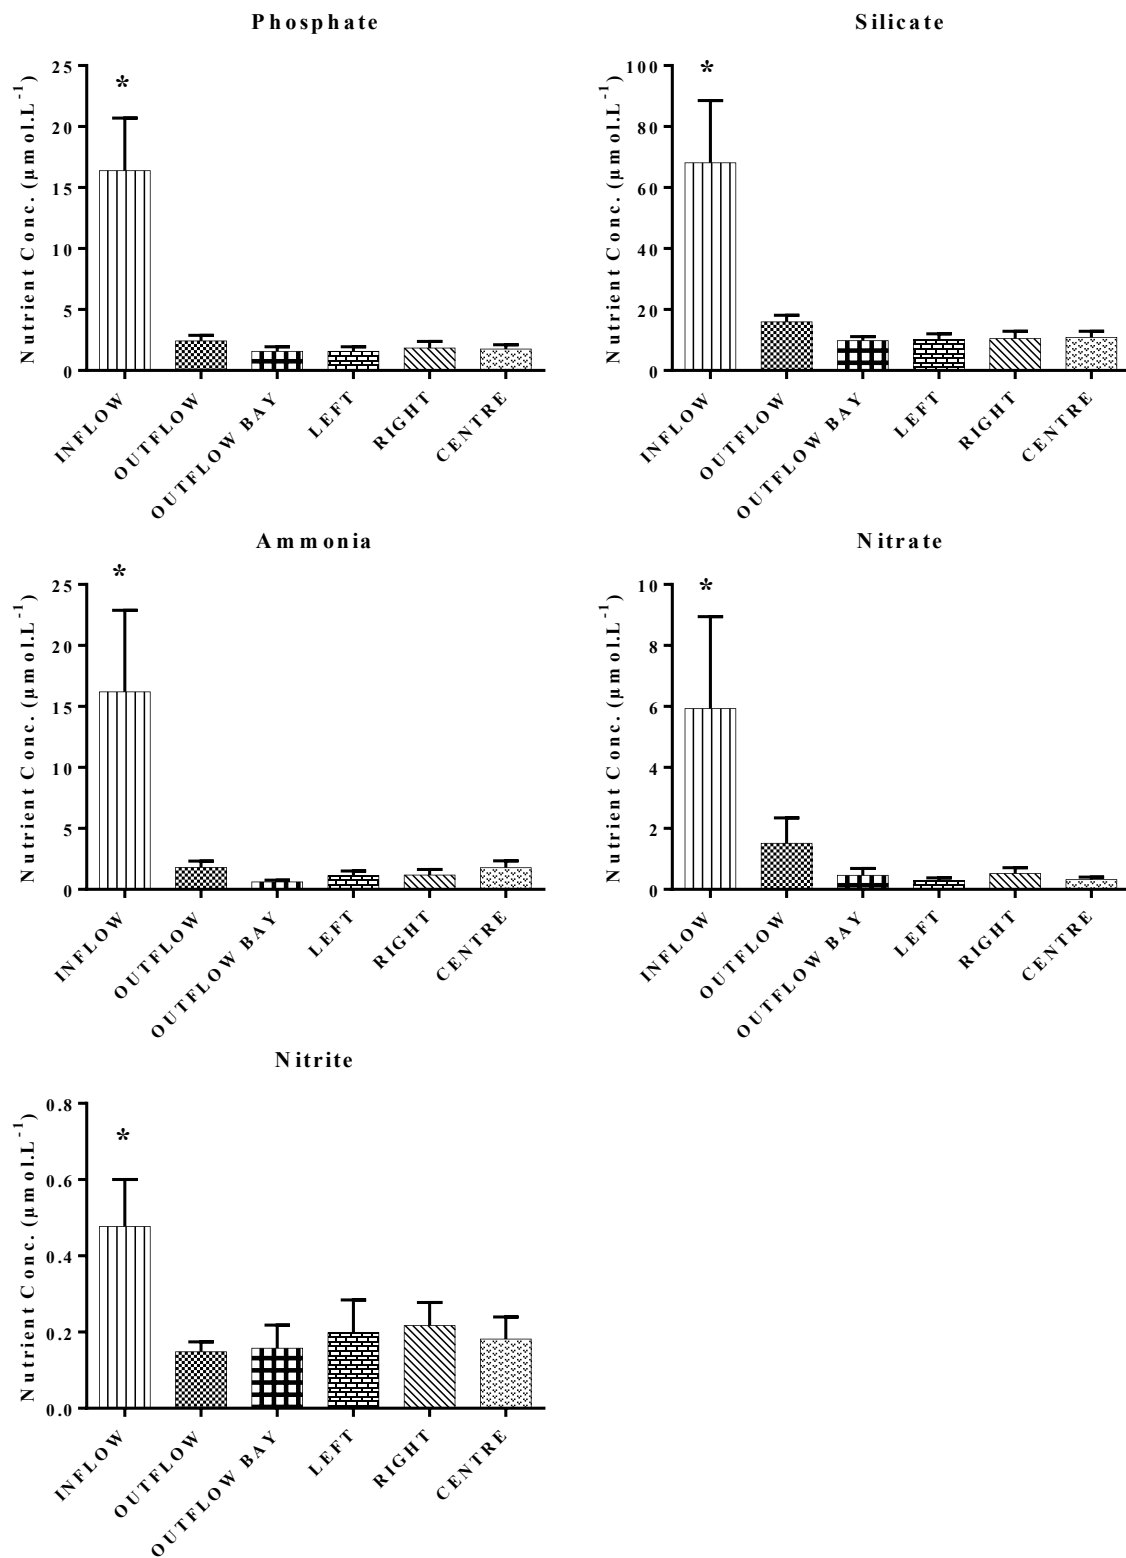 Phosphate
Nutrient Conc. (µmol.L⁻¹)
25
20
15
10
5
0
*
INFLOW
OUTFLOW
OUTFLOW BAY
LEFT
RIGHT
CENTRE
Silicate
Nutrient Conc. (µmol.L⁻¹)
100
80
60
40
20
0
*
INFLOW
OUTFLOW
OUTFLOW BAY
LEFT
RIGHT
CENTRE
Ammonia
Nutrient Conc. (µmol.L⁻¹)
25
20
15
10
5
0
*
INFLOW
OUTFLOW
OUTFLOW BAY
LEFT
RIGHT
CENTRE
Nitrate
Nutrient Conc. (µmol.L⁻¹)
10
8
6
4
2
0
*
INFLOW
OUTFLOW
OUTFLOW BAY
LEFT
RIGHT
CENTRE
Nitrite
Nutrient Conc. (µmol.L⁻¹)
0.8
0.6
0.4
0.2
0.0
*
INFLOW
OUTFLOW
OUTFLOW BAY
LEFT
RIGHT
CENTRE